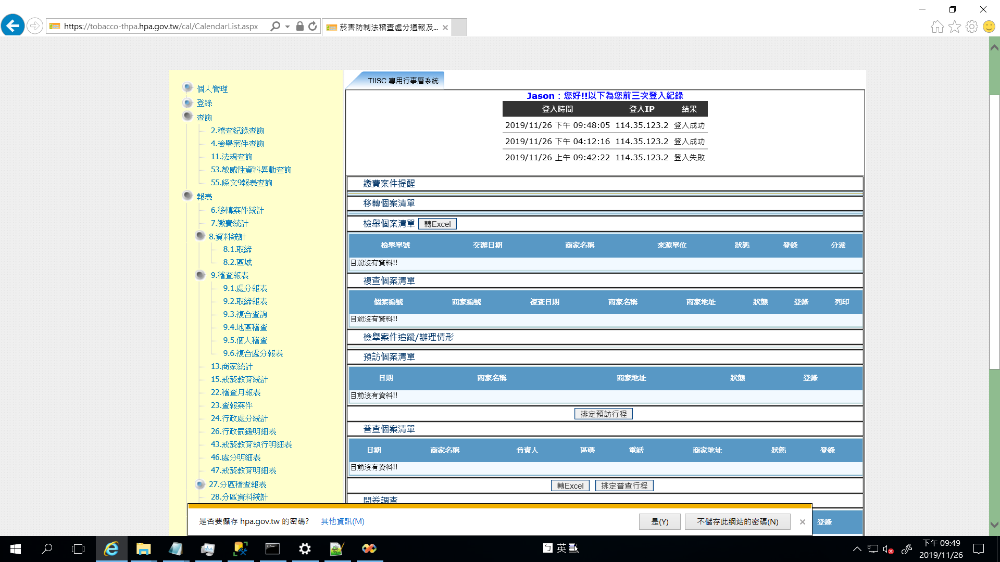 https://tobacco-thpa.hpa.gov.tw/cal/CalendarList.aspx
菸害防制法稽查處分通報及...
個人管理
登錄
查詢
2.稽查紀錄查詢
4.檢舉案件查詢
11.法規查詢
53.敏感性資料異動查詢
55.條文9報表查詢
報表
6.移轉案件統計
7.繳費統計
8.資料統計
8.1.取締
8.2.區域
9.稽查報表
9.1.處分報表
9.2.取締報表
9.3.複合查詢
9.4.地區稽查
9.5.個人稽查
9.6.複合處分報表
13.商家統計
15.戒菸教育統計
22.稽查月報表
23.查報案件
24.行政處分統計
26.行政罰鍰明細表
43.戒菸教育執行明細表
46.處分明細表
47.戒菸教育明細表
27.分區稽查報表
28.分區資料統計
TIISC 專用行事曆系統
Jason：您好!!以下為您前三次登入紀錄
登入時間 登入IP 結果
2019/11/26 下午 09:48:05 114.35.123.2 登入成功
2019/11/26 下午 04:12:16 114.35.123.2 登入成功
2019/11/26 上午 09:42:22 114.35.123.2 登入失敗
繳費案件提醒
移轉個案清單
檢舉個案清單 轉Excel
檢舉單號 交辦日期 商家名稱 來源單位 狀態 登錄 分派
目前沒有資料!!
複查個案清單
個案編號 商家編號 複查日期 商家名稱 商家地址 狀態 登錄 列印
目前沒有資料!!
檢舉案件追蹤/辦理情形
預訪個案清單
日期 商家名稱 商家地址 狀態 登錄
目前沒有資料!!
排定預訪行程
普查個案清單
日期 商家名稱 負責人 區碼 電話 商家地址 狀態 登錄
目前沒有資料!!
轉Excel 排定普查行程
問卷調查
登錄
是否要儲存 hpa.gov.tw 的密碼? 其他資訊(M) 是(Y) 不儲存此網站的密碼(N)
英
下午 09:49
2019/11/26